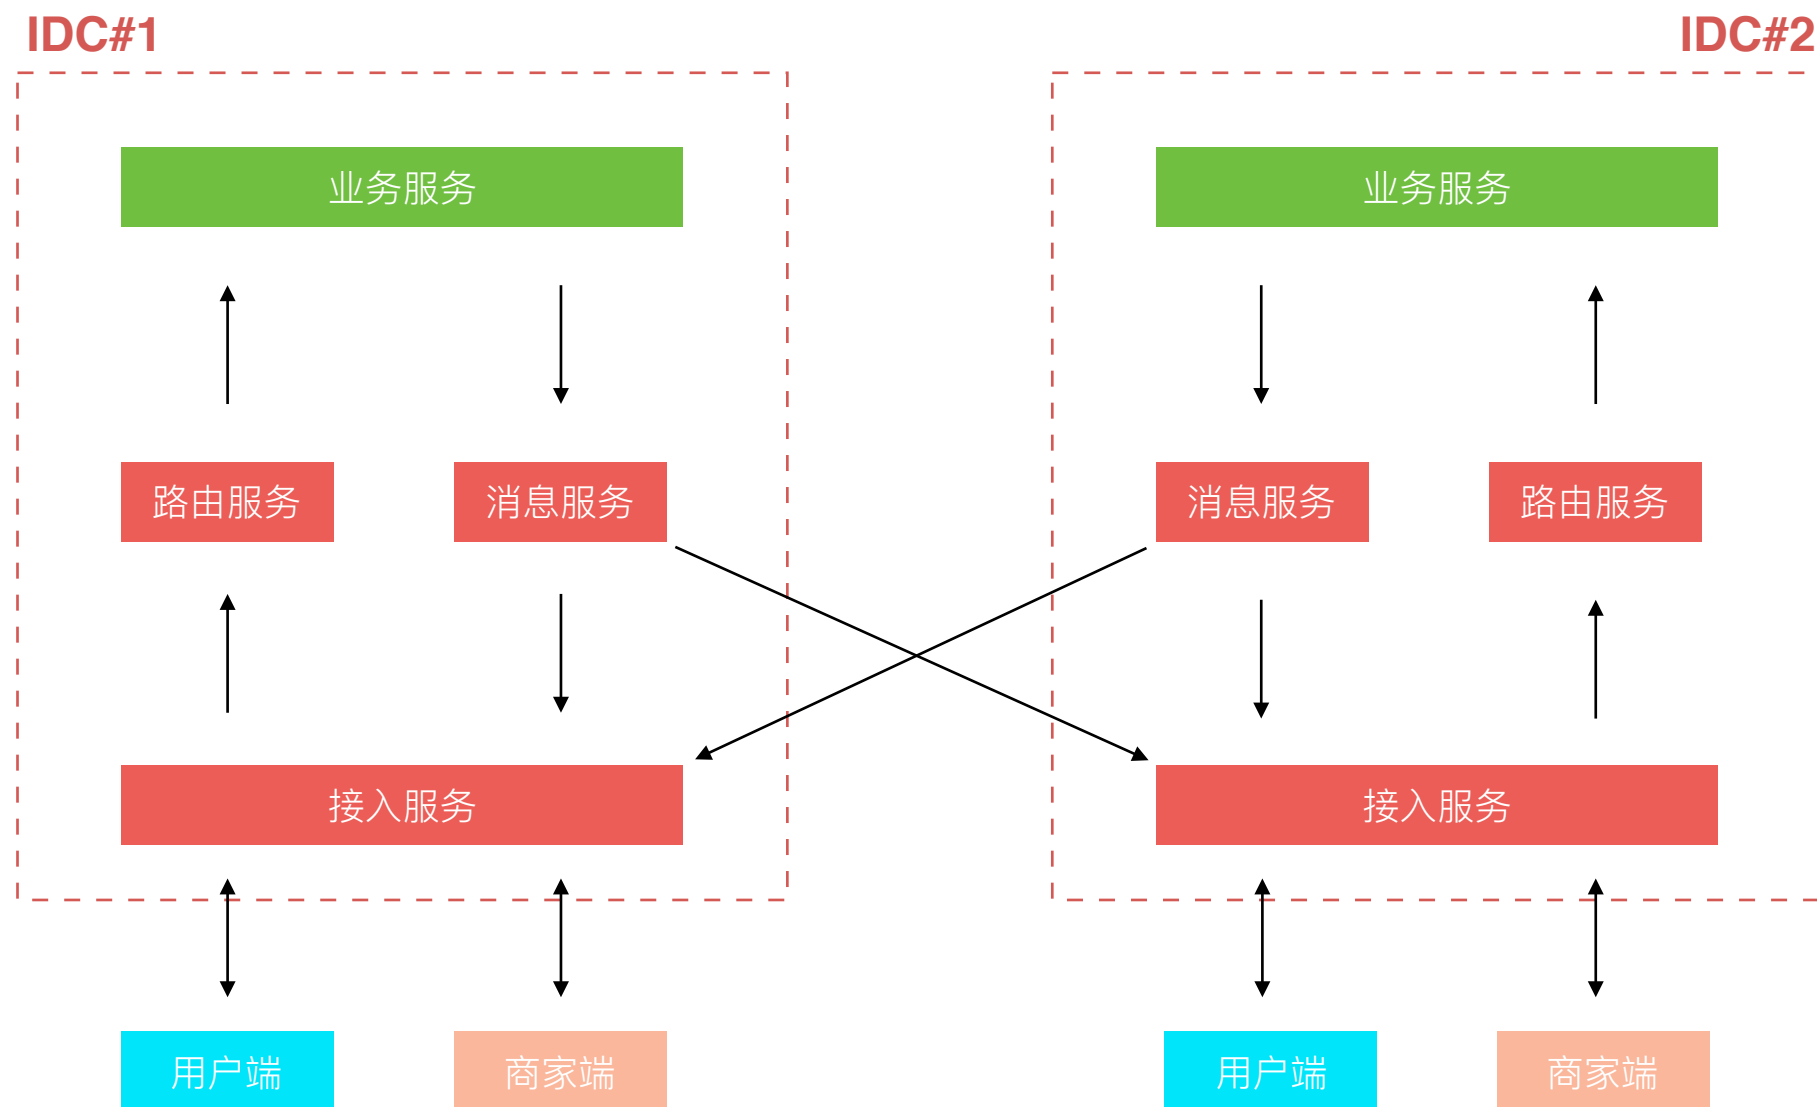 IDC#1
IDC#2
业务服务
业务服务
路由服务
消息服务
消息服务
路由服务
接入服务
接入服务
用户端
商家端
用户端
商家端